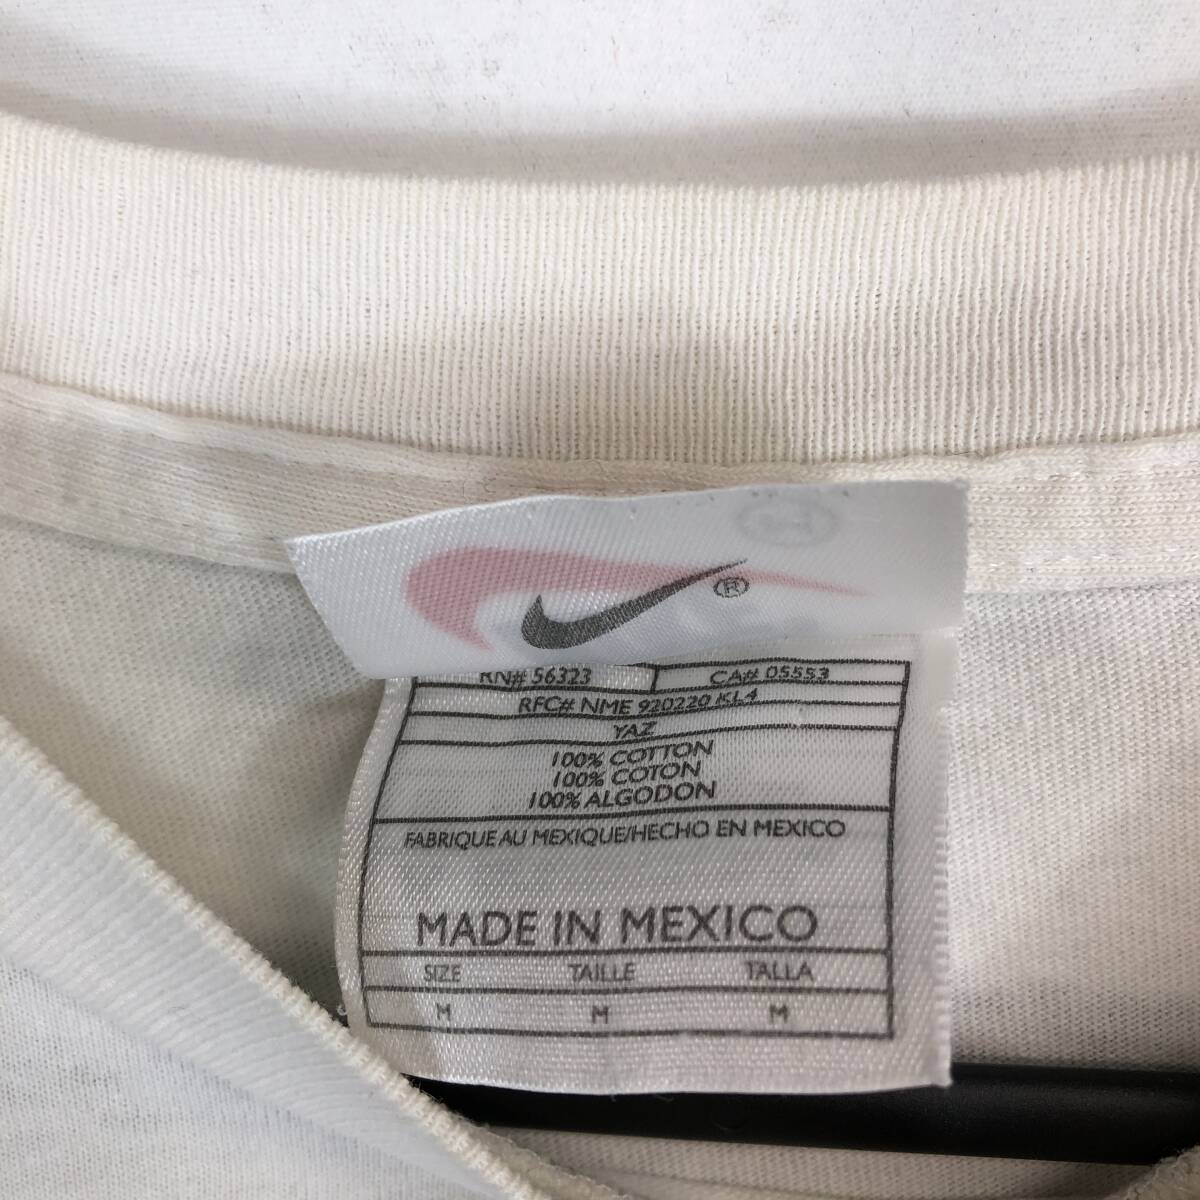 ®
RN# 56323 CA# 05553
RFC# NME 920220 KL4
YAZ
100% COTTON
100% COTON
100% ALGODON
FABRIQUE AU MEXIQUE/HECHO EN MEXICO
MADE IN MEXICO
SIZE TAILLE TALLA
M M M